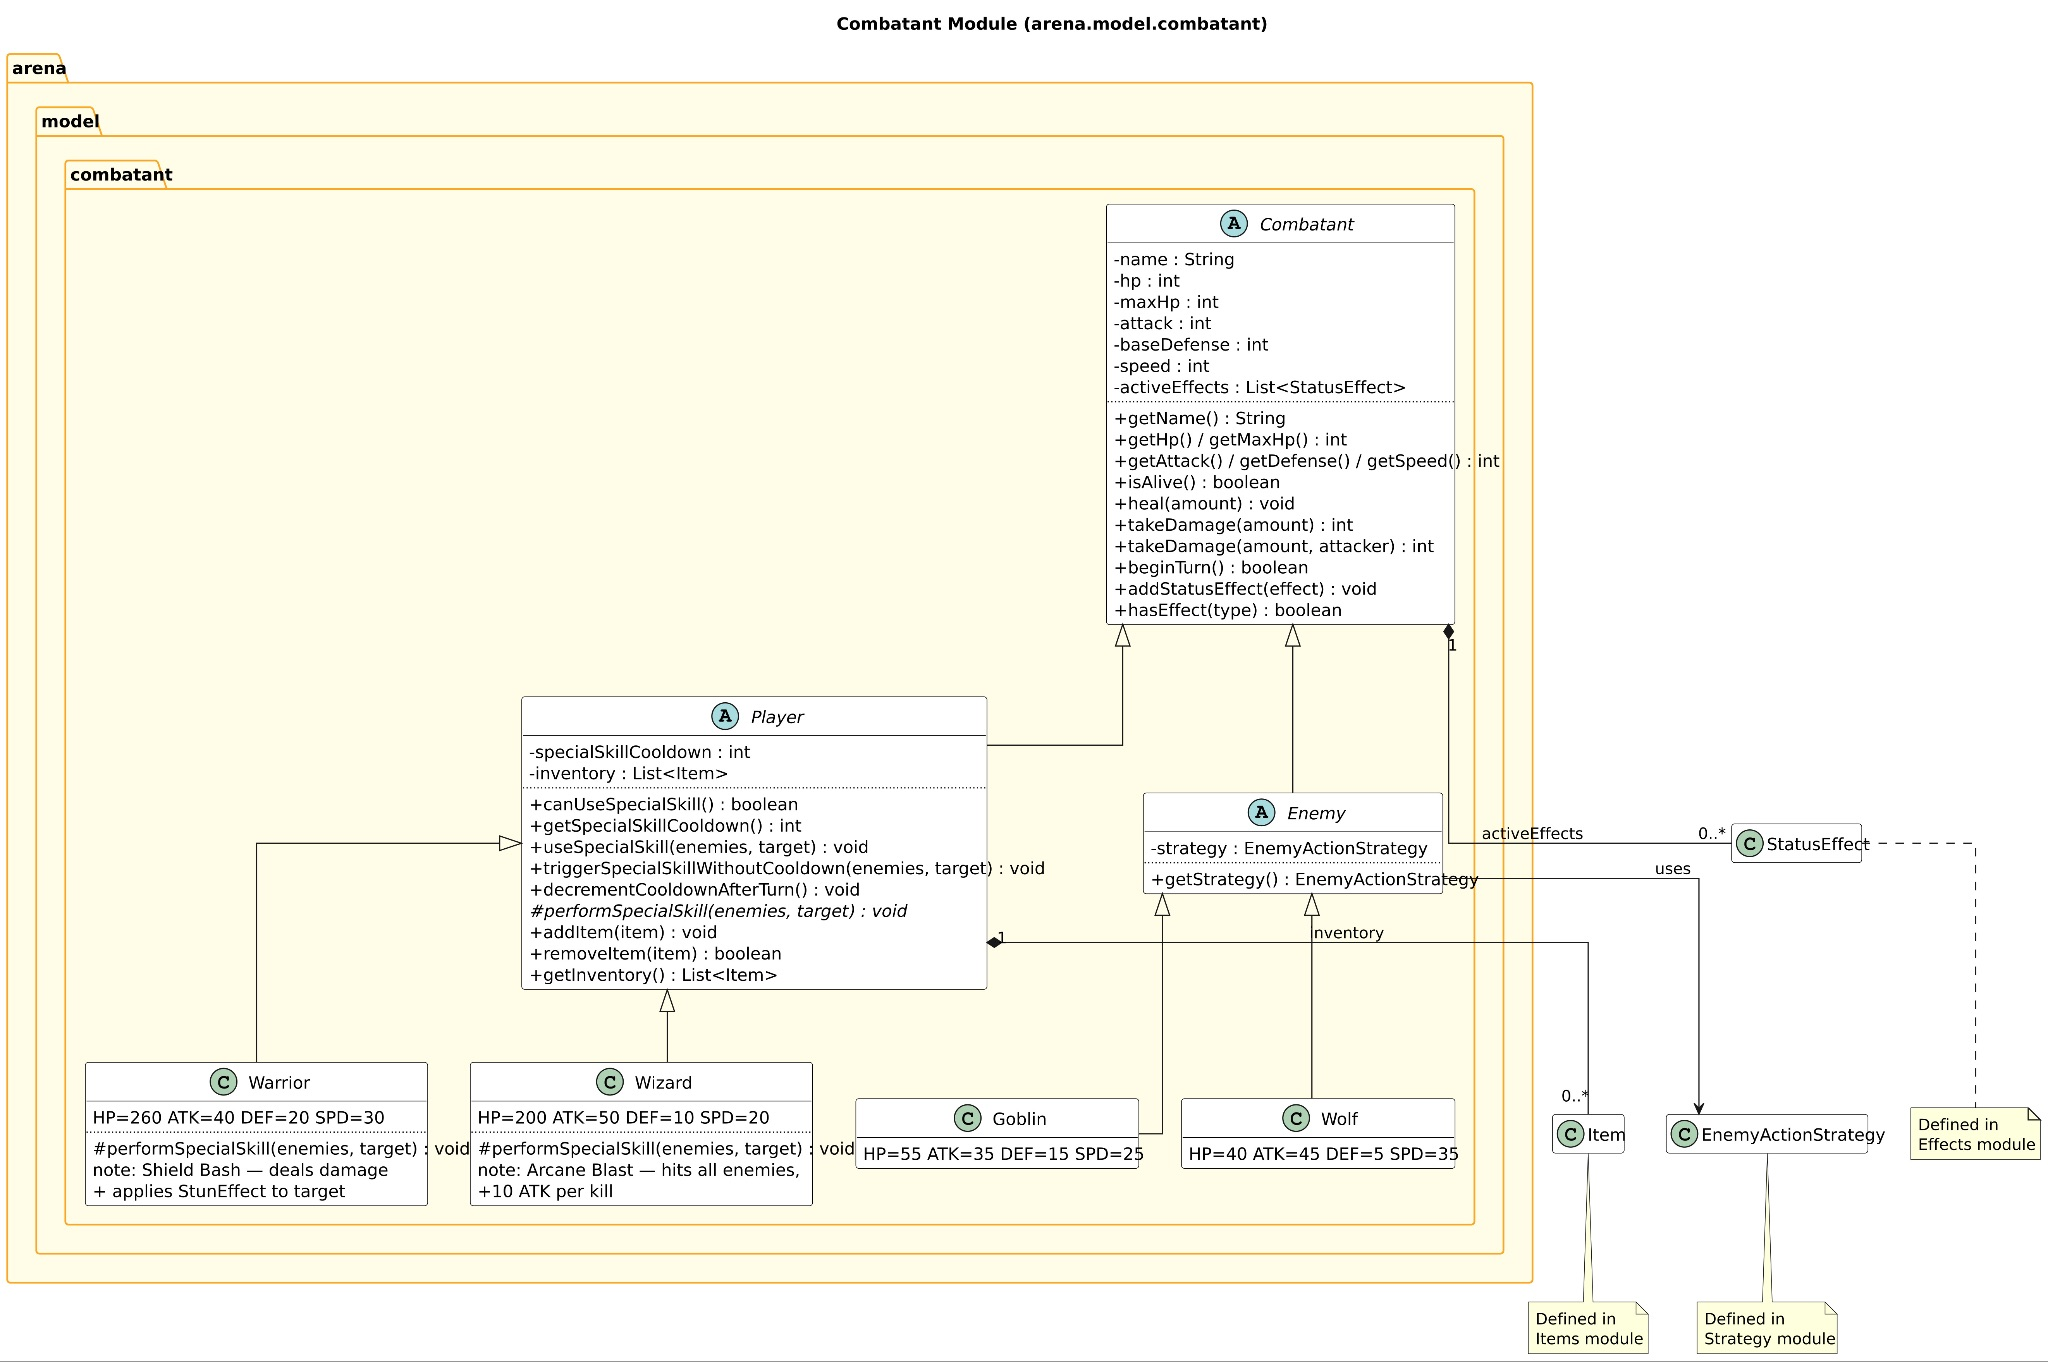 Combatant Module (arena.model.combatant)
arena
model
combatant
A Combatant
-name : String
-hp : int
-maxHp : int
-attack : int
-baseDefense : int
-speed : int
-activeEffects : List<StatusEffect>
+getName() : String
+getHp() / getMaxHp() : int
+getAttack() / getDefense() / getSpeed() : int
+isAlive() : boolean
+heal(amount) : void
+takeDamage(amount) : int
+takeDamage(amount, attacker) : int
+beginTurn() : boolean
+addStatusEffect(effect) : void
+hasEffect(type) : boolean
1
A Player
-specialSkillCooldown : int
-inventory : List<Item>
+canUseSpecialSkill() : boolean
+getSpecialSkillCooldown() : int
+useSpecialSkill(enemies, target) : void
+triggerSpecialSkillWithoutCooldown(enemies, target) : void
+decrementCooldownAfterTurn() : void
#performSpecialSkill(enemies, target) : void
+addItem(item) : void
+removeItem(item) : boolean
+getInventory() : List<Item>
1
A Enemy
-strategy : EnemyActionStrategy
+getStrategy() : EnemyActionStrategy
activeEffects
0..*
C StatusEffect
uses
nventory
C Warrior
HP=260 ATK=40 DEF=20 SPD=30
#performSpecialSkill(enemies, target) : void
note: Shield Bash — deals damage
+ applies StunEffect to target
C Wizard
HP=200 ATK=50 DEF=10 SPD=20
#performSpecialSkill(enemies, target) : void
note: Arcane Blast — hits all enemies,
+10 ATK per kill
C Goblin
HP=55 ATK=35 DEF=15 SPD=25
C Wolf
HP=40 ATK=45 DEF=5 SPD=35
0..*
C Item
C EnemyActionStrategy
Defined in
Effects module
Defined in
Items module
Defined in
Strategy module